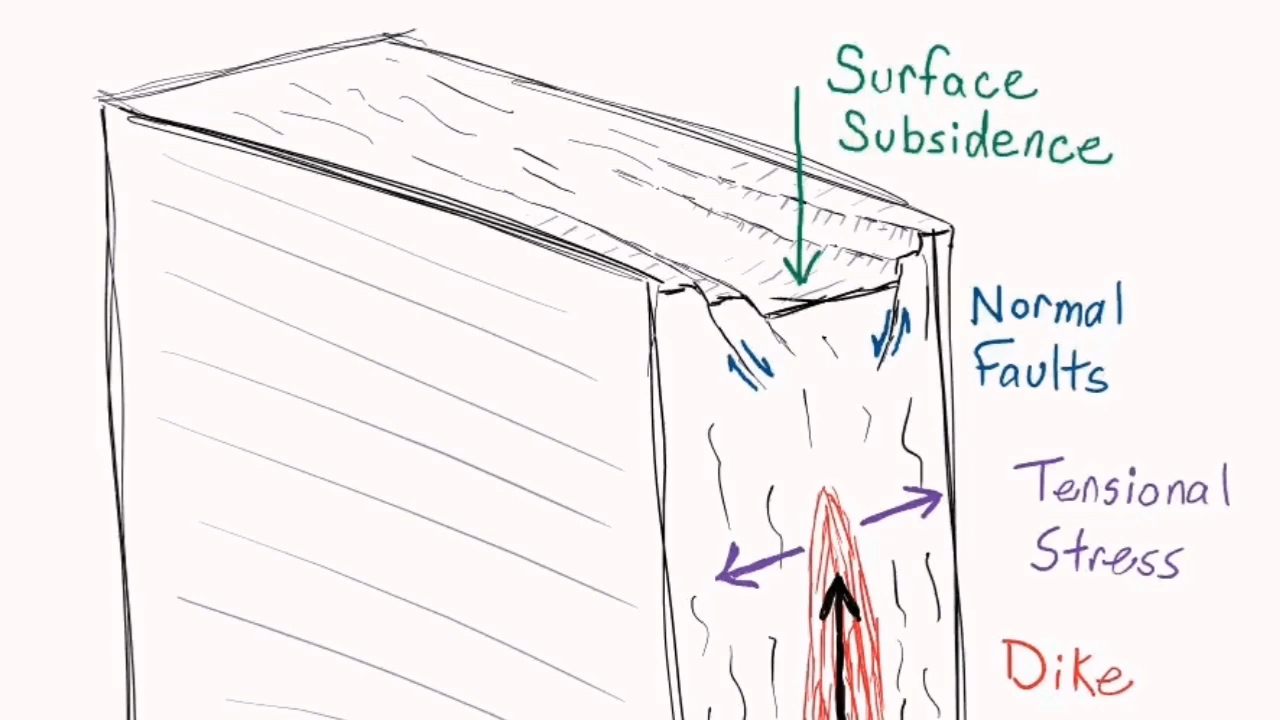 Surface
Subsidence
Normal
Faults
Tensional
Stress
Dike